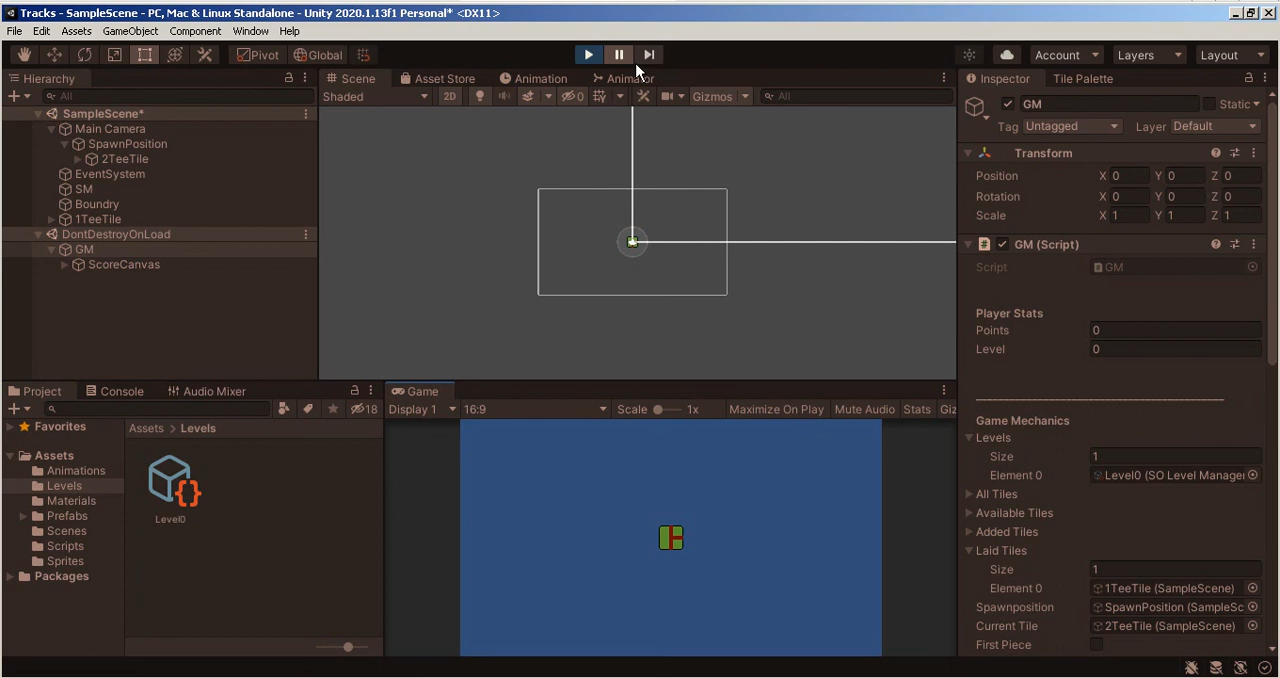 Tracks - SampleScene - PC, Mac & Linux Standalone - Unity 2020.1.13f1 Personal* <DX11>
File Edit Assets GameObject Component Window Help
Pivot Global Account Layers Layout
Hierarchy
All
SampleScene*
Main Camera
SpawnPosition
2TeeTile
EventSystem
SM
Boundry
1TeeTile
DontDestroyOnLoad
GM
ScoreCanvas
Scene Asset Store Animation Animator
Shaded 2D 0 Gizmos All
Inspector Tile Palette
GM Static
Tag Untagged Layer Default
Transform
Position X 0 Y 0 Z 0
Rotation X 0 Y 0 Z 0
Scale X 1 Y 1 Z 1
GM (Script)
Script GM
Player Stats
Points 0
Level 0
Game Mechanics
Levels
Size 1
Element 0 Level0 (SO Level Manager
All Tiles
Available Tiles
Added Tiles
Laid Tiles
Size 1
Element 0 1TeeTile (SampleScene)
Spawnposition SpawnPosition (SampleSc
Current Tile 2TeeTile (SampleScene)
First Piece
Project Console Audio Mixer
18
Favorites
Assets
Animations
Levels
Materials
Prefabs
Scenes
Scripts
Sprites
Packages
Assets > Levels
Level0
Game
Display 1 16:9 Scale 1x Maximize On Play Mute Audio Stats Giz